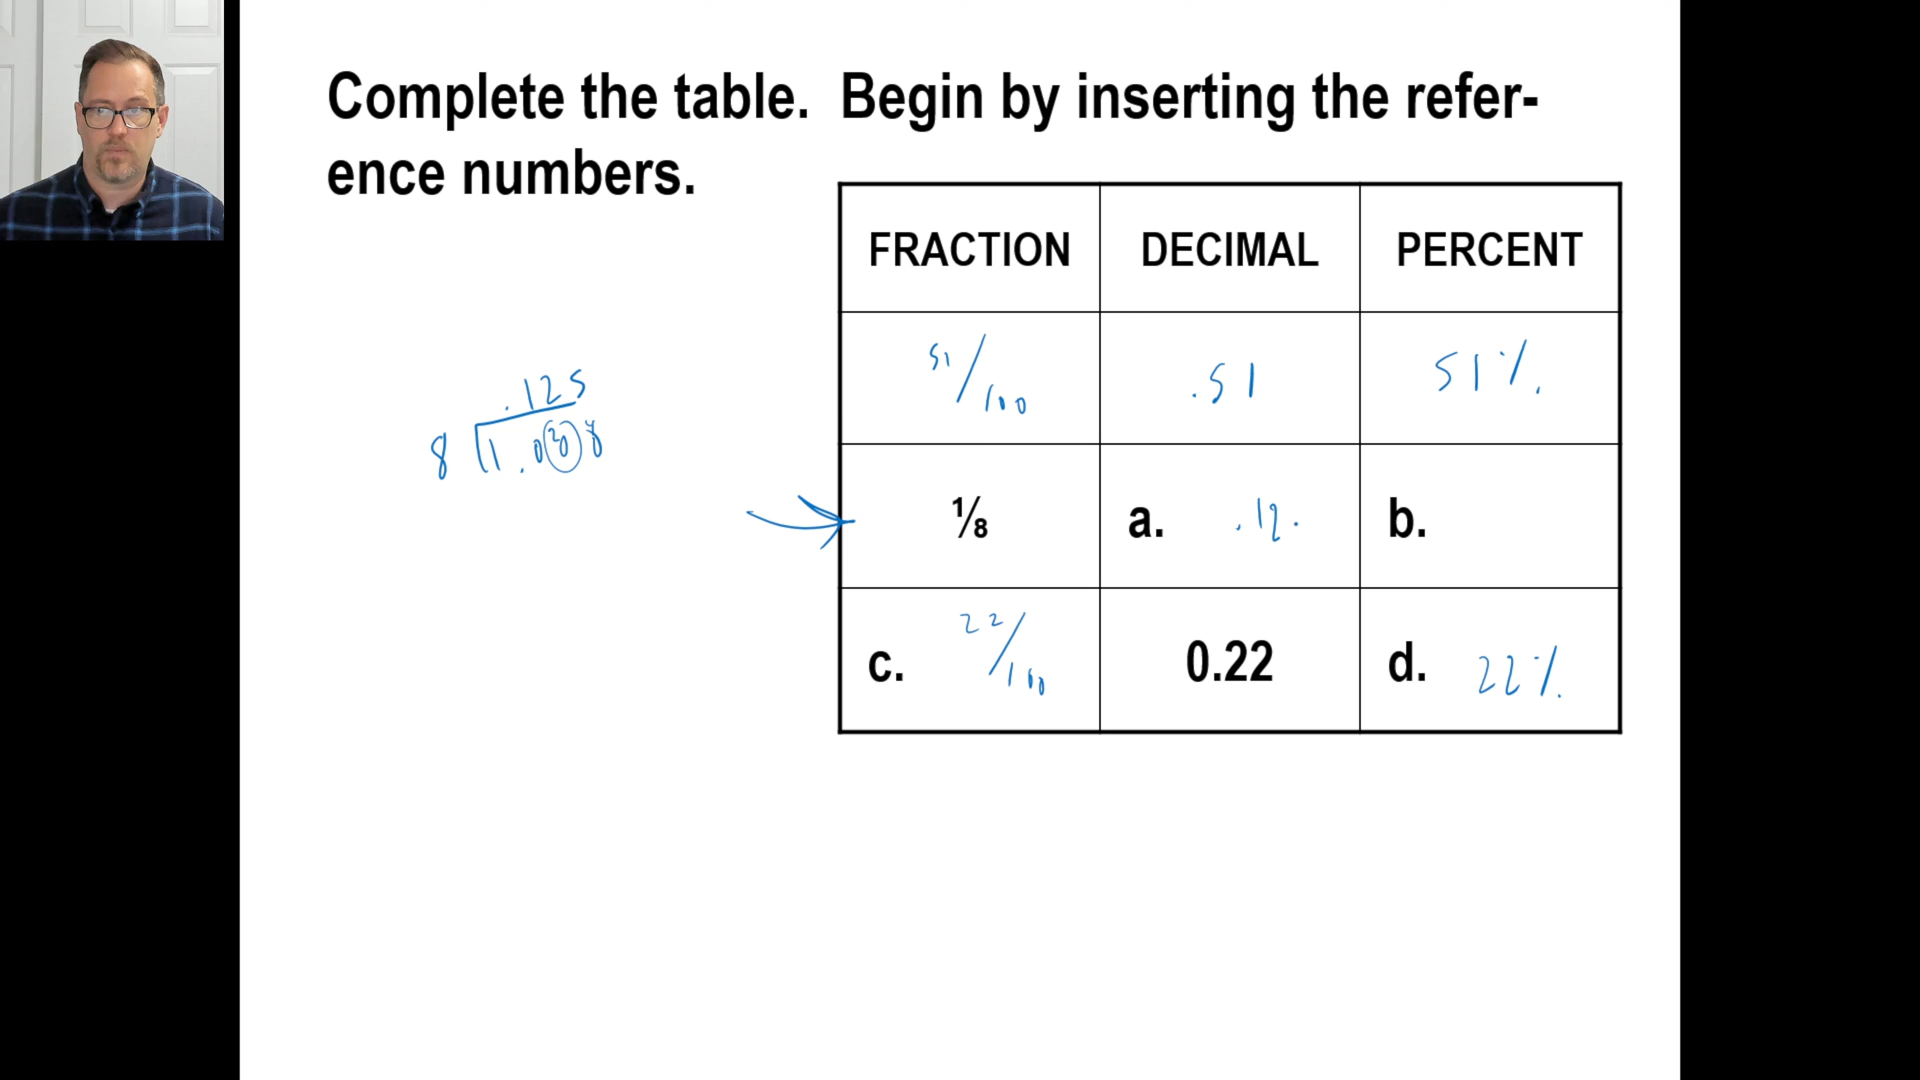 Complete the table. Begin by inserting the refer-
ence numbers.
FRACTION DECIMAL PERCENT
51/100 .51 51%
.125
8 1.0
1/8 a. .12 b.
c. 22/100 0.22 d. 22%